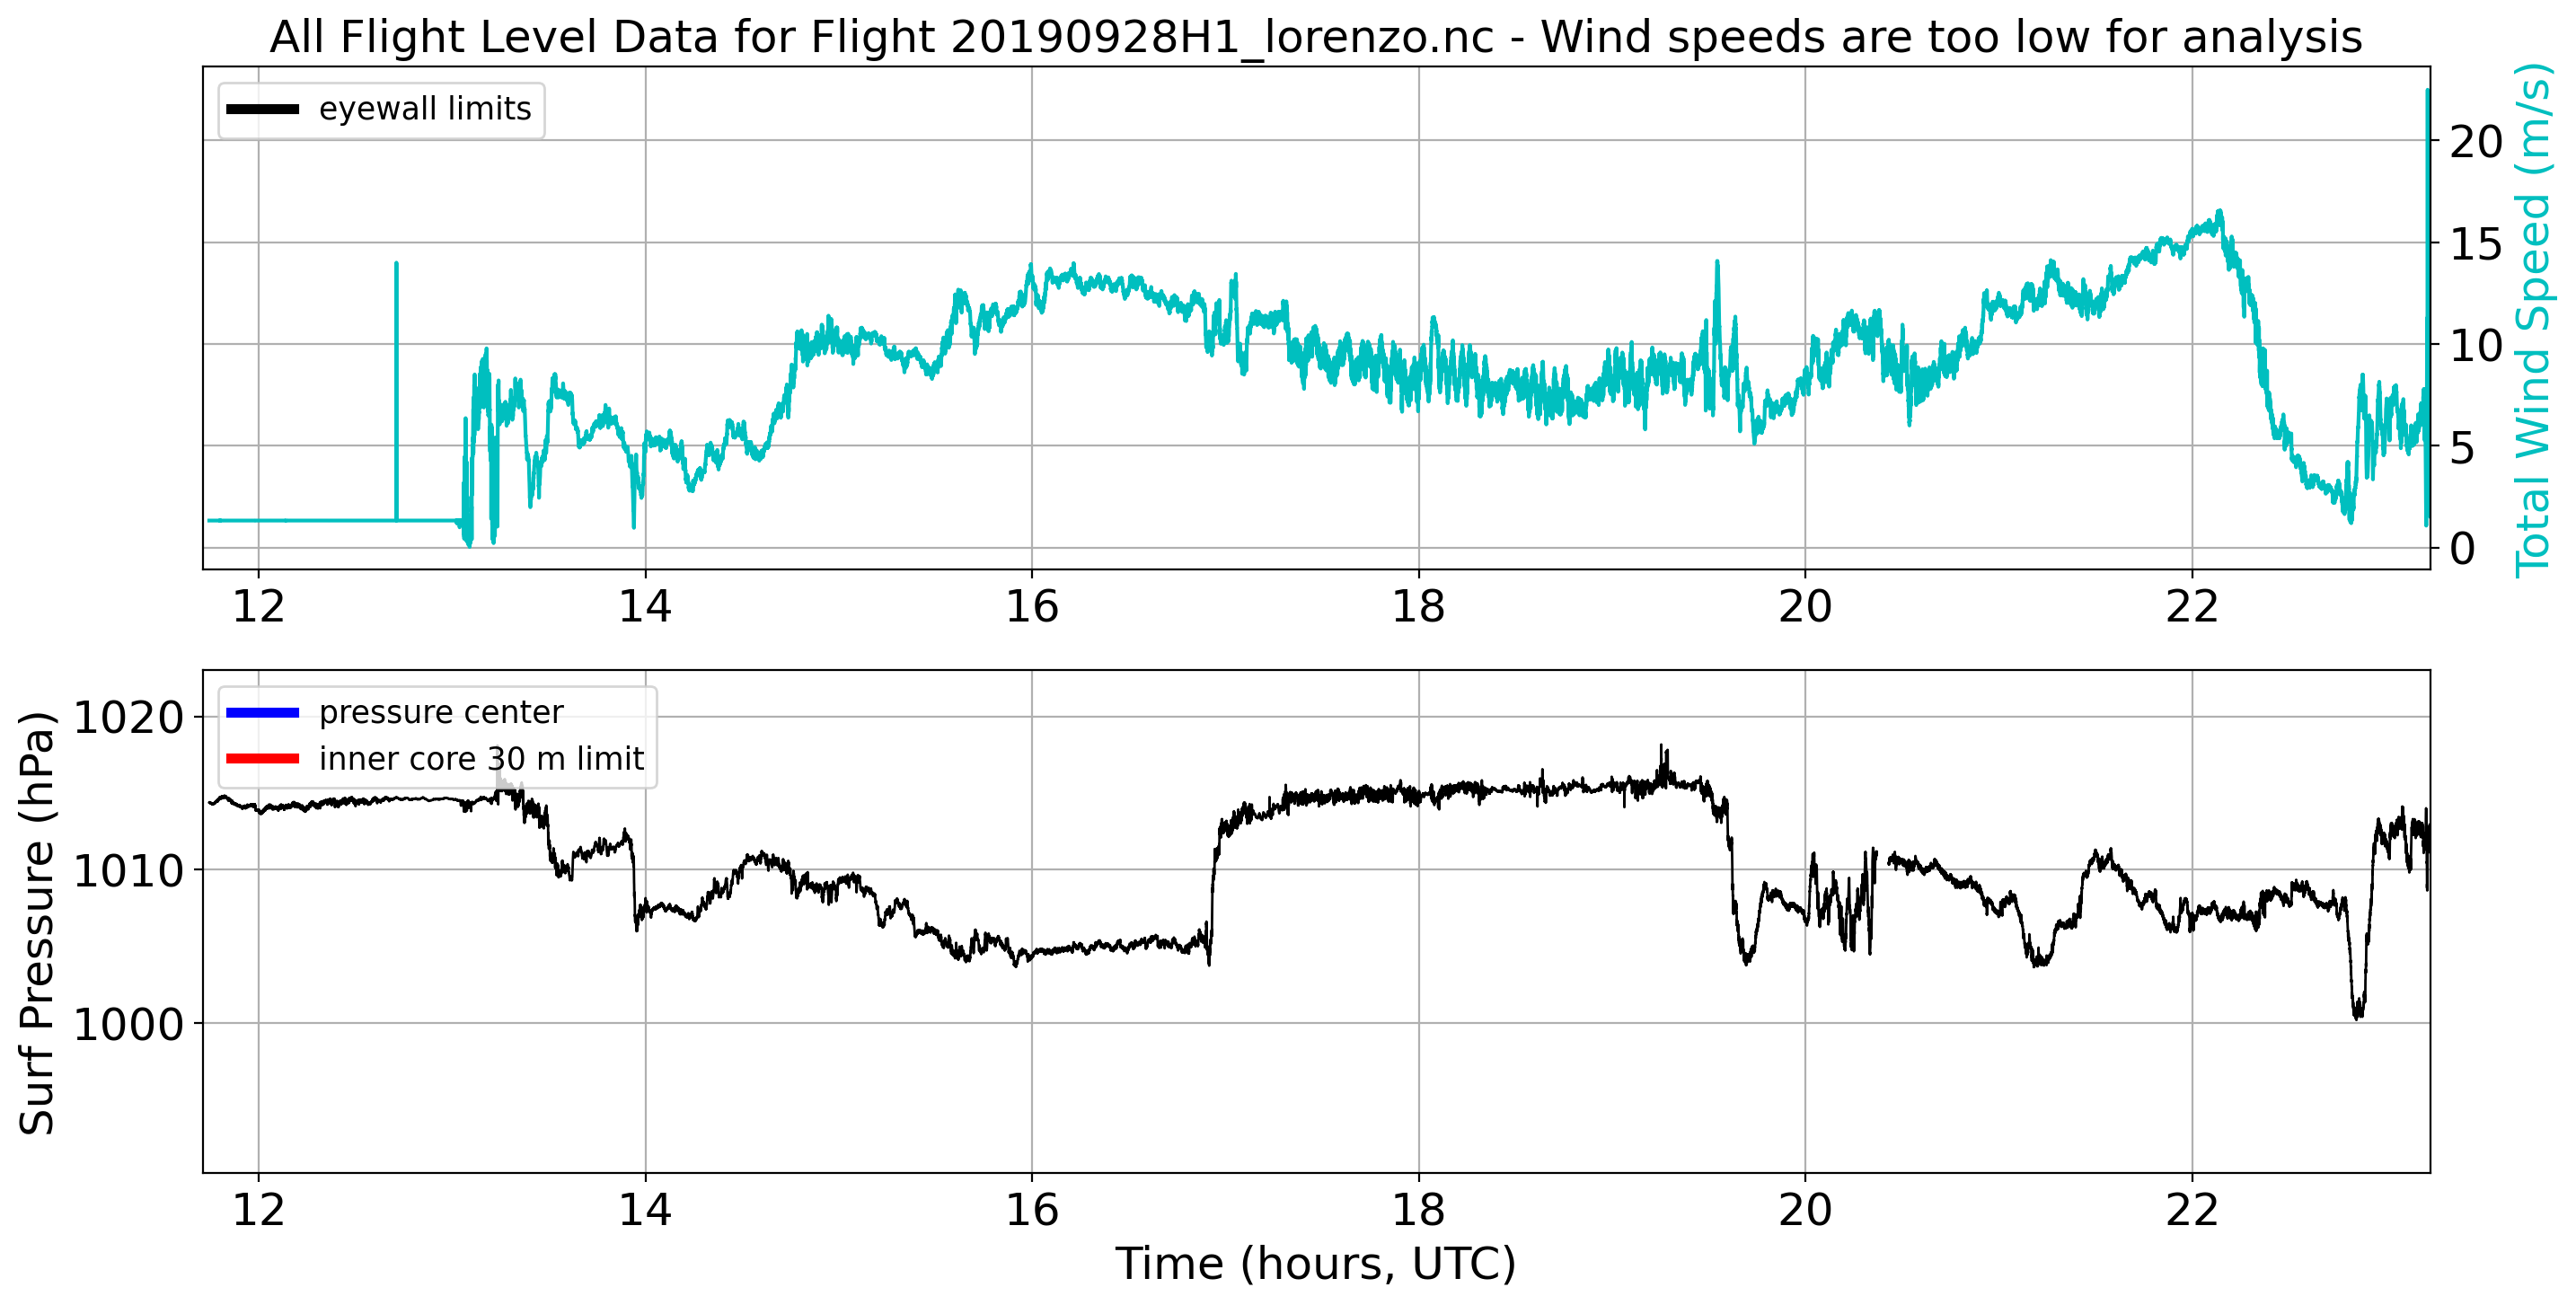 All Flight Level Data for Flight 20190928H1_lorenzo.nc - Wind speeds are too low for analysis
eyewall limits
20
15
10
5
0
Total Wind Speed (m/s)
12 14 16 18 20 22
pressure center
inner core 30 m limit
1020
1010
1000
Surf Pressure (hPa)
12 14 16 18 20 22
Time (hours, UTC)